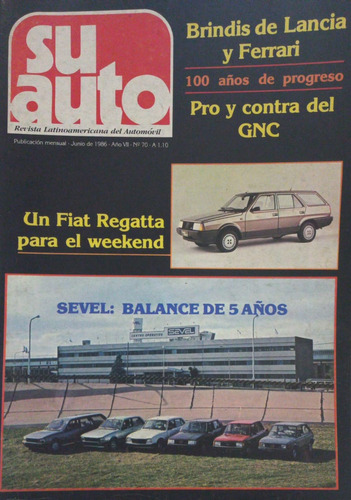 su
auto
Revista Latinoamericana del Automóvil
Publicación mensual - Junio de 1986 - Año VII - Nº 70 - A 1.10
Brindis de Lancia
y Ferrari
100 años de progreso
Pro y contra del
GNC
Un Fiat Regatta
para el weekend
SEVEL: BALANCE DE 5 AÑOS
SEVEL